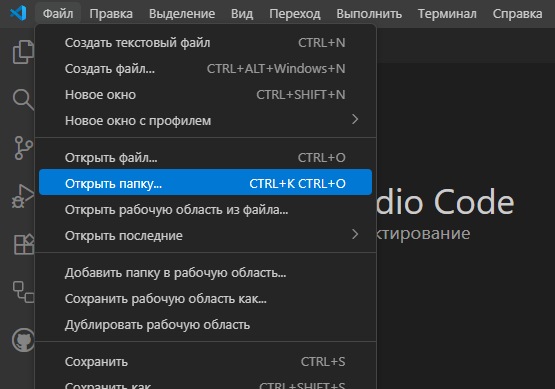 Файл Правка Выделение Вид Переход Выполнить Терминал Справка
Создать текстовый файл CTRL+N
Создать файл... CTRL+ALT+Windows+N
Новое окно CTRL+SHIFT+N
Новое окно с профилем
Открыть файл... CTRL+O
Открыть папку... CTRL+K CTRL+O
dio Code
Открыть рабочую область из файла...
Открыть последние
ктирование
Добавить папку в рабочую область...
Сохранить рабочую область как...
Дублировать рабочую область
Сохранить CTRL+S
Сохранить как... CTRL+SHIFT+S